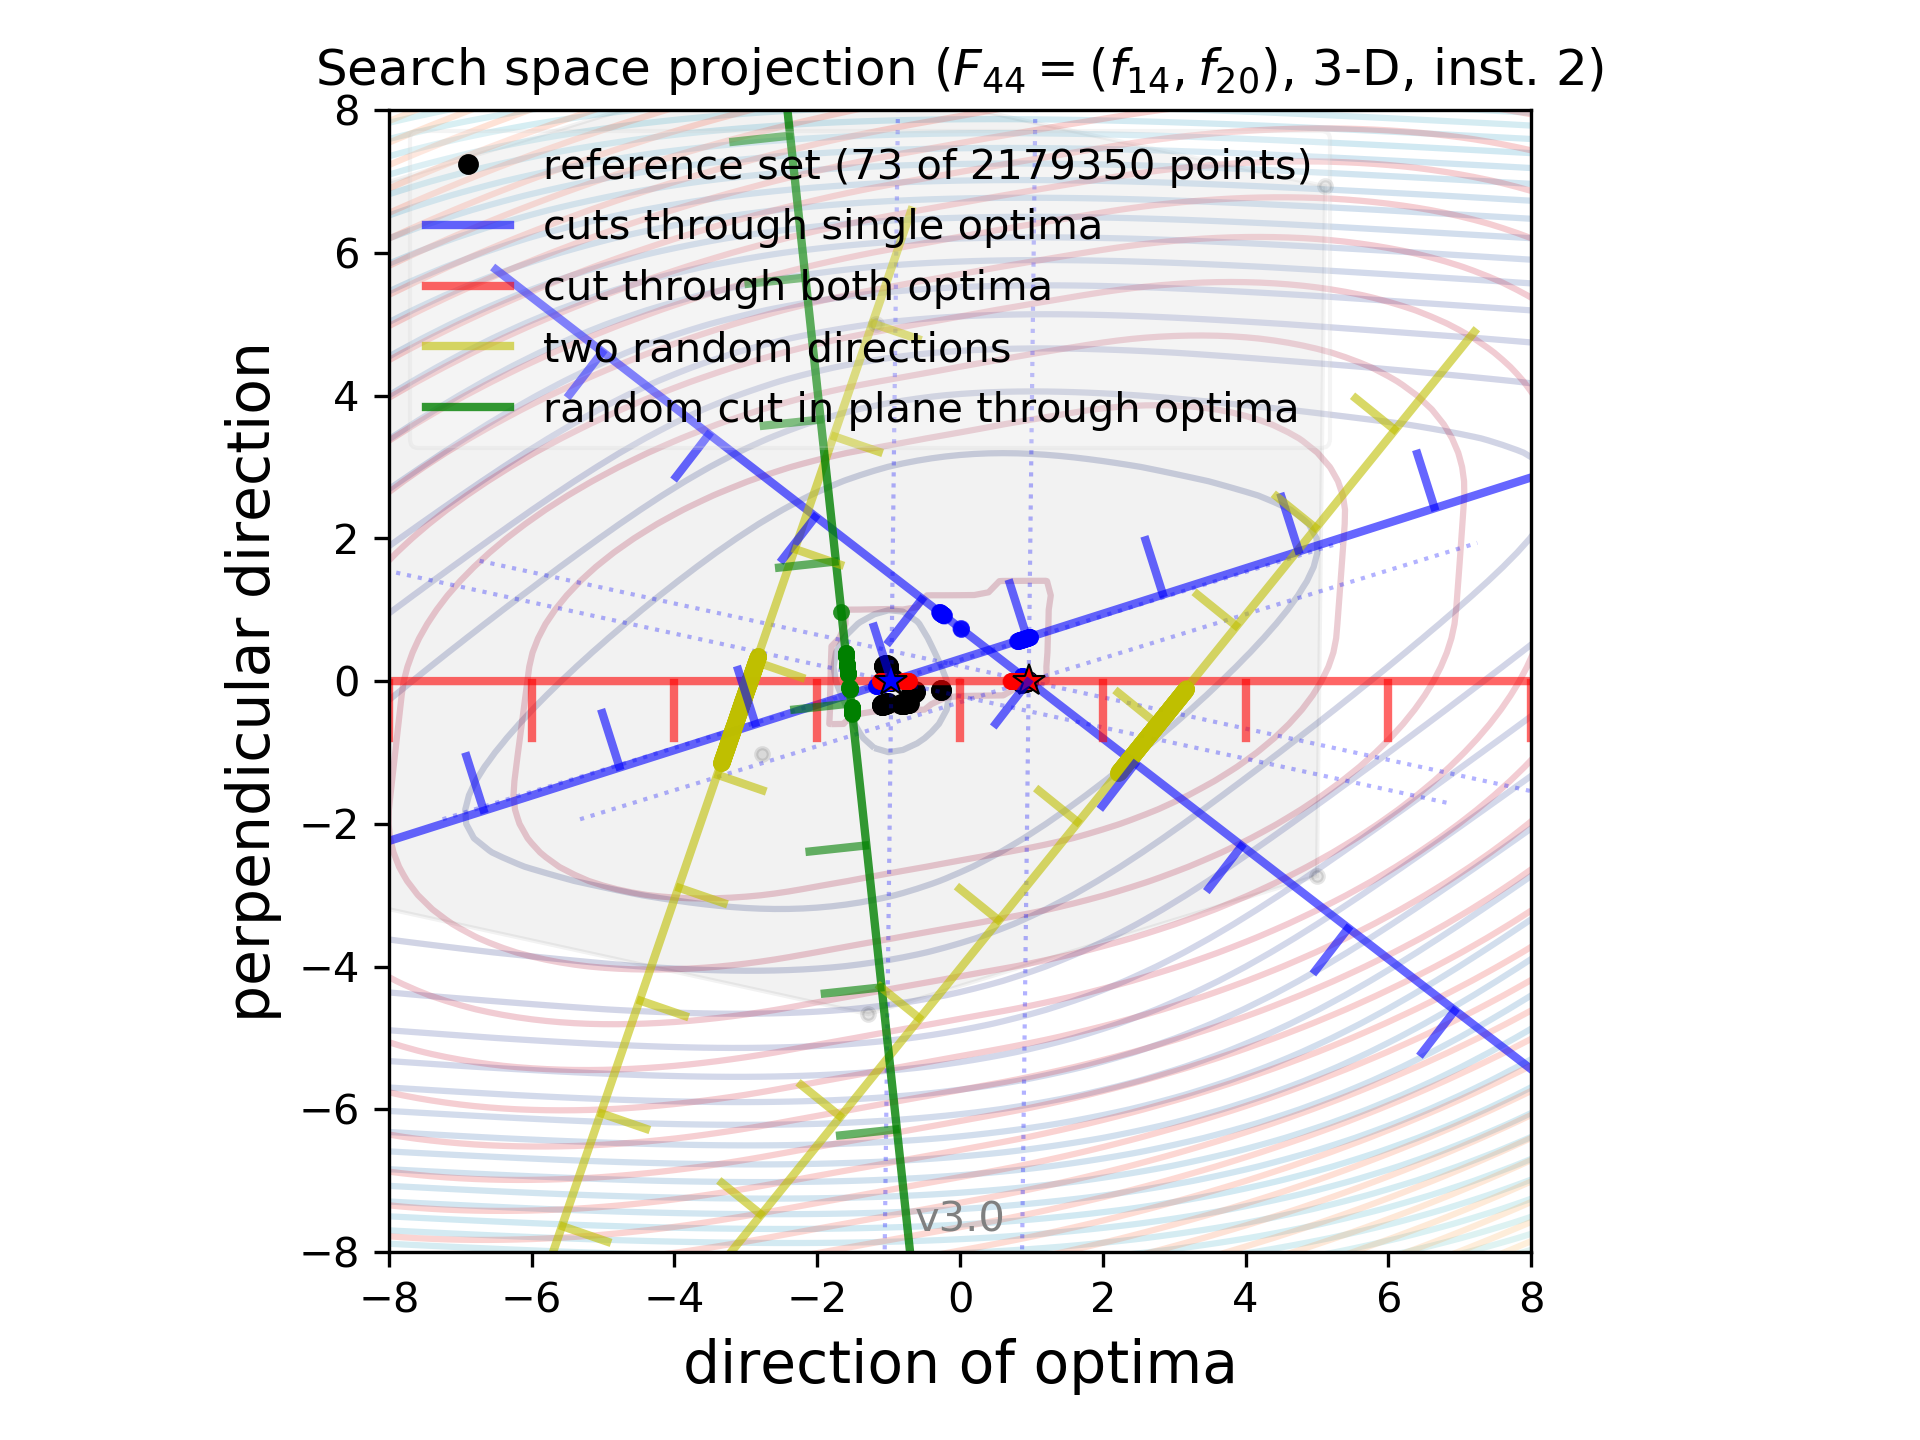 Search space projection (F44 = (f14, f20), 3-D, inst. 2)
reference set (73 of 2179350 points)
cuts through single optima
cut through both optima
two random directions
random cut in plane through optima
perpendicular direction
8
6
4
2
0
−2
−4
−6
−8
v3.0
−8 −6 −4 −2 0 2 4 6 8
direction of optima